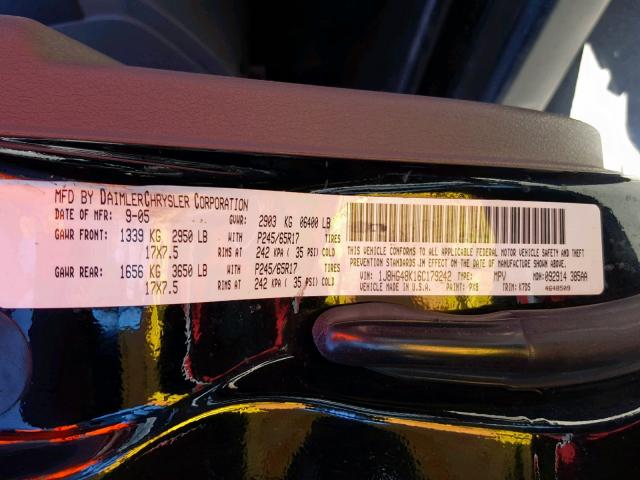 MFD BY DAIMLERCHRYSLER CORPORATION
DATE OF MFR: 9-05 GVWR: 2903 KG 06400 LB
GAWR FRONT: 1339 KG 2950 LB WITH P245/65R17 TIRES
17X7.5 RIMS AT 242 KPA ( 35 PSI) COLD
GAWR REAR: 1656 KG 3650 LB WITH P245/65R17 TIRES
17X7.5 RIMS AT 242 KPA ( 35 PSI) COLD
THIS VEHICLE CONFORMS TO ALL APPLICABLE FEDERAL MOTOR VEHICLE SAFETY AND THEFT
PREVENTION STANDARDS IN EFFECT ON THE DATE OF MANUFACTURE SHOWN ABOVE.
VIN: 1J8HG48K16C179242 TYPE: MPV MDH: 092914 385AA
VEHICLE MADE IN U.S.A. PAINT: PX8 TRIM: K7D5 4648509